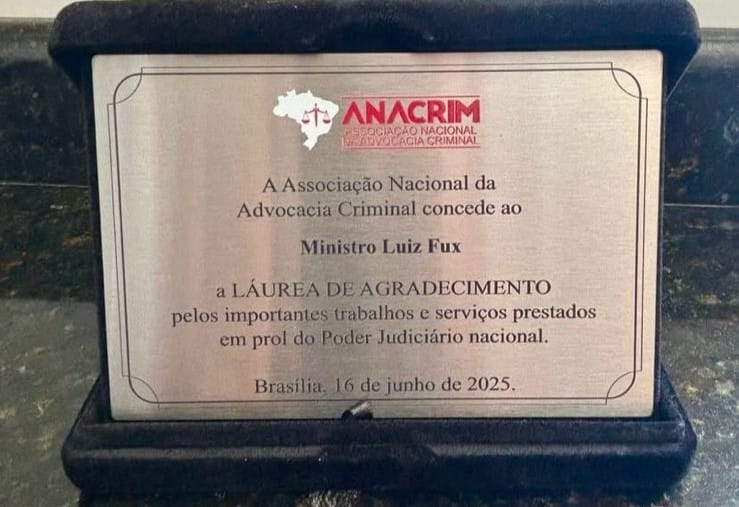 ANACRIM
ASSOCIAÇÃO NACIONAL
DA ADVOCACIA CRIMINAL
A Associação Nacional da
Advocacia Criminal concede ao
Ministro Luiz Fux
a LÁUREA DE AGRADECIMENTO
pelos importantes trabalhos e serviços prestados
em prol do Poder Judiciário nacional.
Brasília, 16 de junho de 2025.